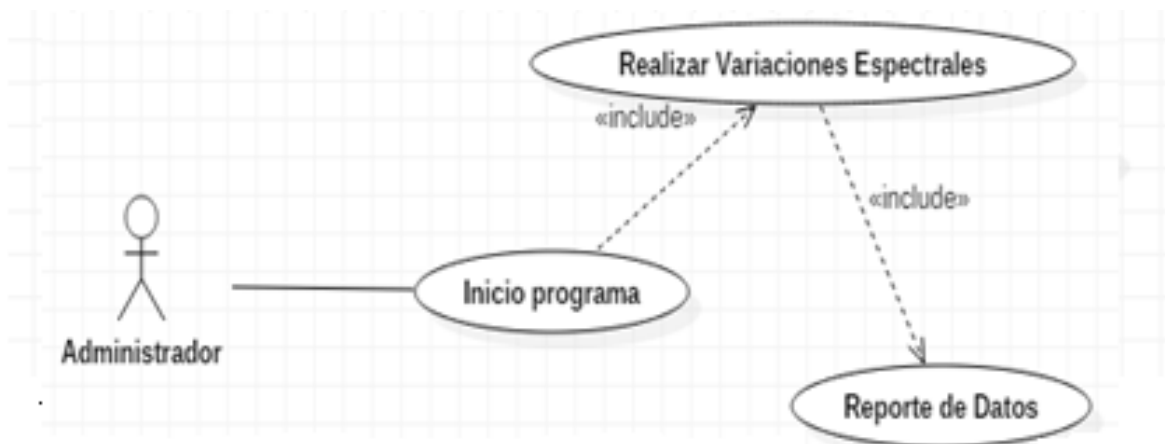 Realizar Variaciones Espectrales
«include»
«include»
Inicio programa
Administrador
Reporte de Datos